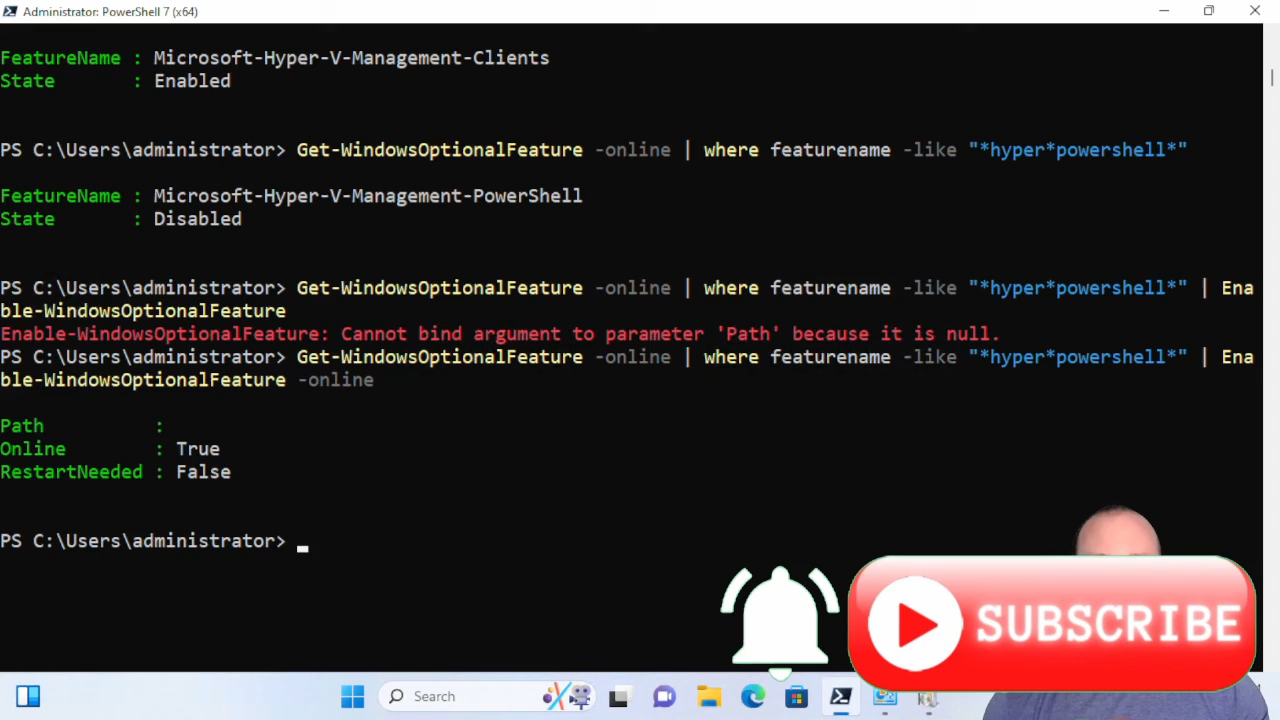 Administrator: PowerShell 7 (x64)
FeatureName : Microsoft-Hyper-V-Management-Clients
State : Enabled
PS C:\Users\administrator> Get-WindowsOptionalFeature -online | where featurename -like "*hyper*powershell*"
FeatureName : Microsoft-Hyper-V-Management-PowerShell
State : Disabled
PS C:\Users\administrator> Get-WindowsOptionalFeature -online | where featurename -like "*hyper*powershell*" | Ena
ble-WindowsOptionalFeature
Enable-WindowsOptionalFeature: Cannot bind argument to parameter 'Path' because it is null.
PS C:\Users\administrator> Get-WindowsOptionalFeature -online | where featurename -like "*hyper*powershell*" | Ena
ble-WindowsOptionalFeature -online
Path :
Online : True
RestartNeeded : False
PS C:\Users\administrator>
SUBSCRIBE
Search